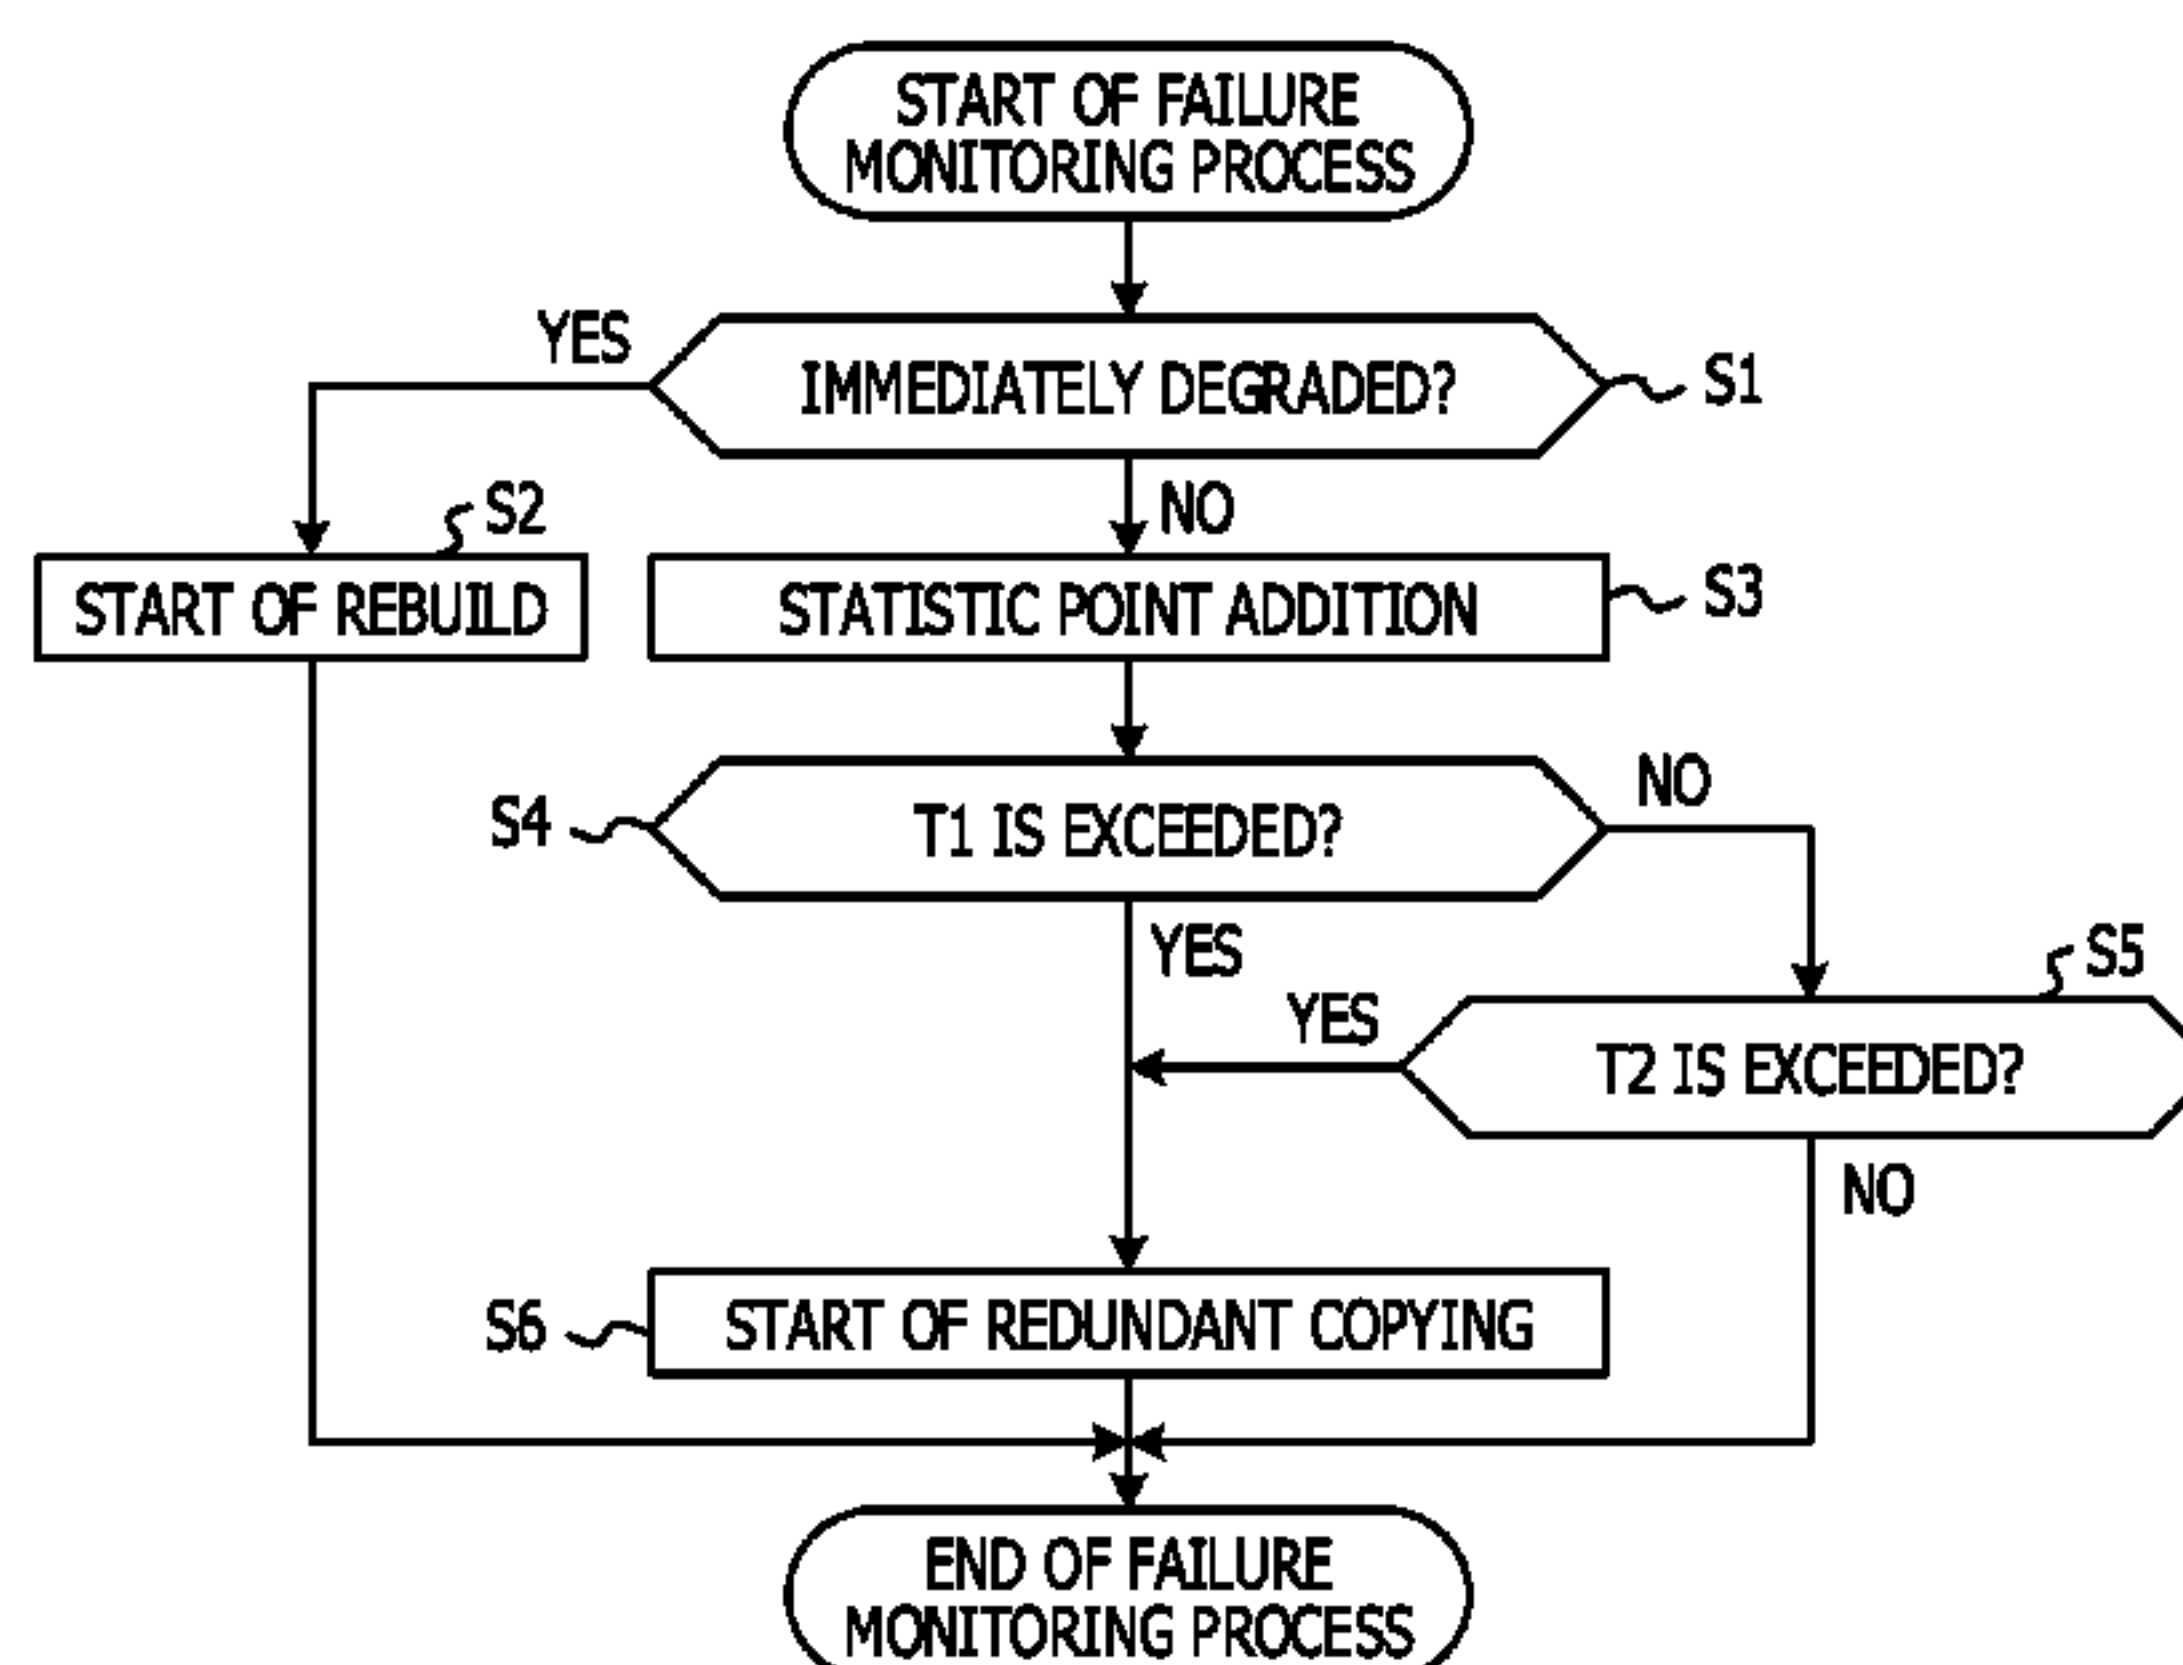 START OF FAILURE
MONITORING PROCESS
YES
IMMEDIATELY DEGRADED?
S1
S2
NO
START OF REBUILD
STATISTIC POINT ADDITION
S3
NO
S4
T1 IS EXCEEDED?
YES
S5
YES
T2 IS EXCEEDED?
NO
S6
START OF REDUNDANT COPYING
END OF FAILURE
MONITORING PROCESS